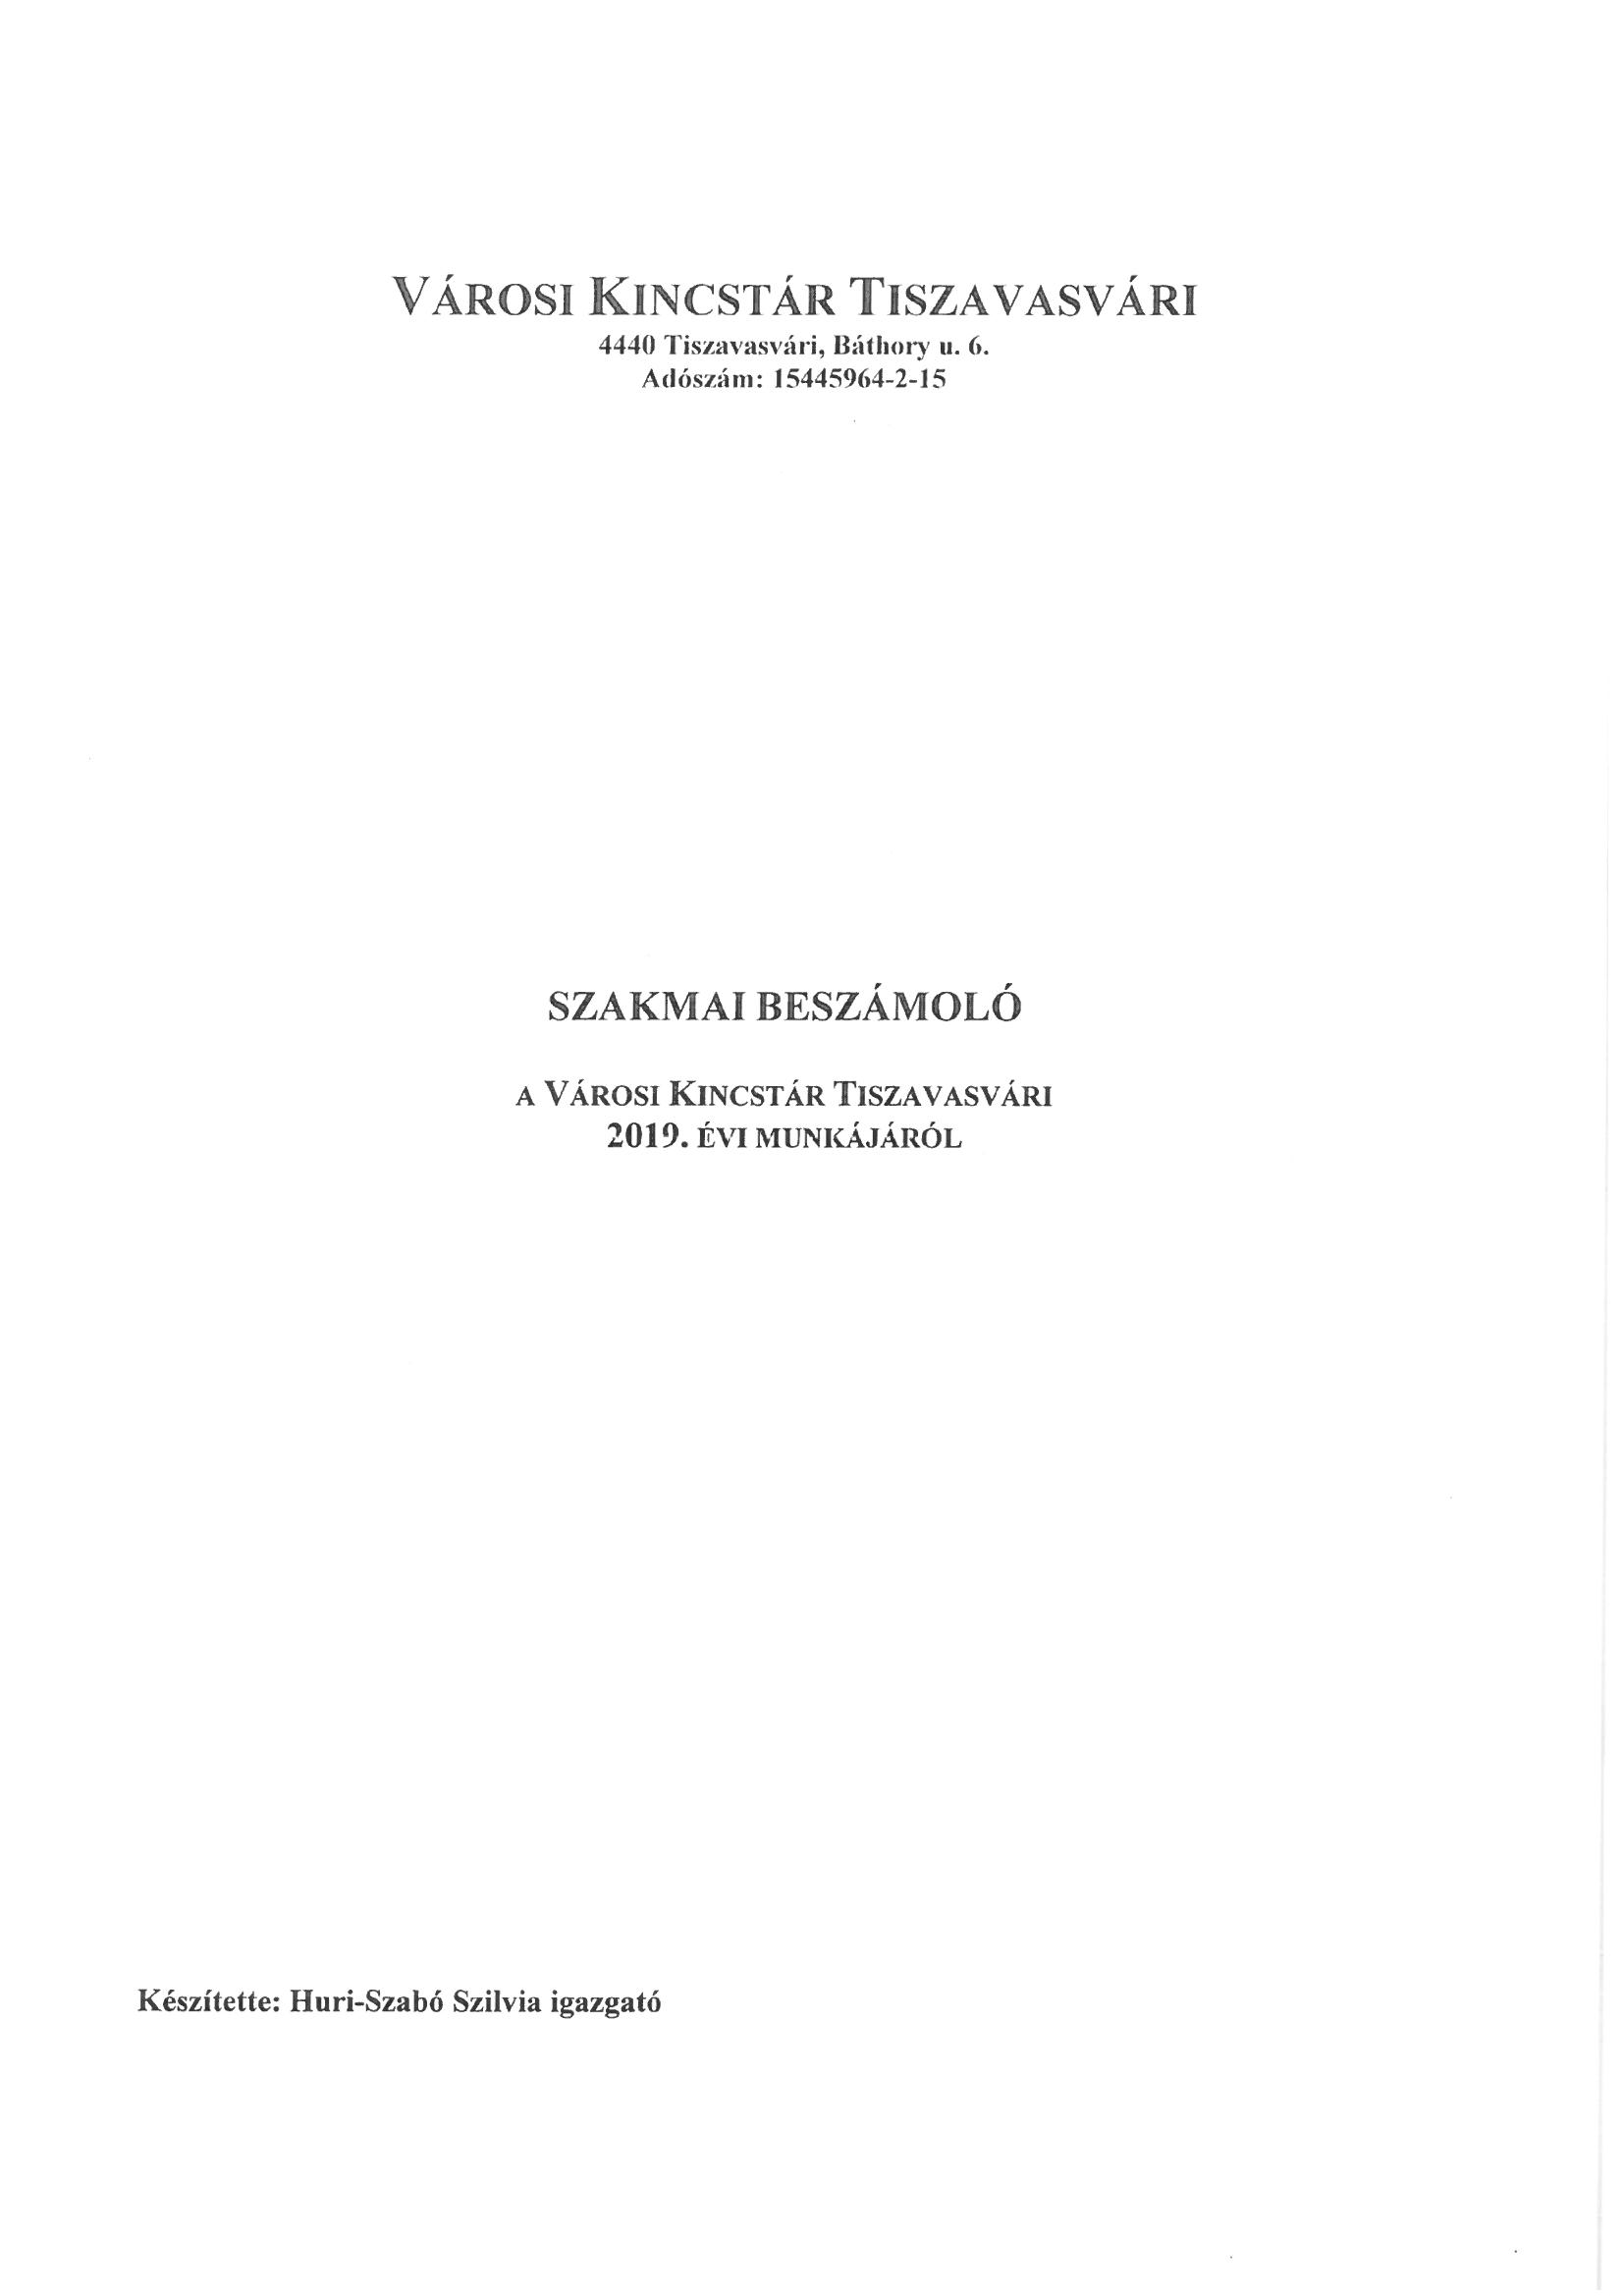 VÁROSI KINCSTÁR TISZAVASVÁRI
4440 Tiszavasvári, Báthory u. 6.
Adószám: 15445964-2-15
SZAKMAI BESZÁMOLÓ
A VÁROSI KINCSTÁR TISZAVASVÁRI
2019. ÉVI MUNKÁJÁRÓL
Készítette: Huri-Szabó Szilvia igazgató